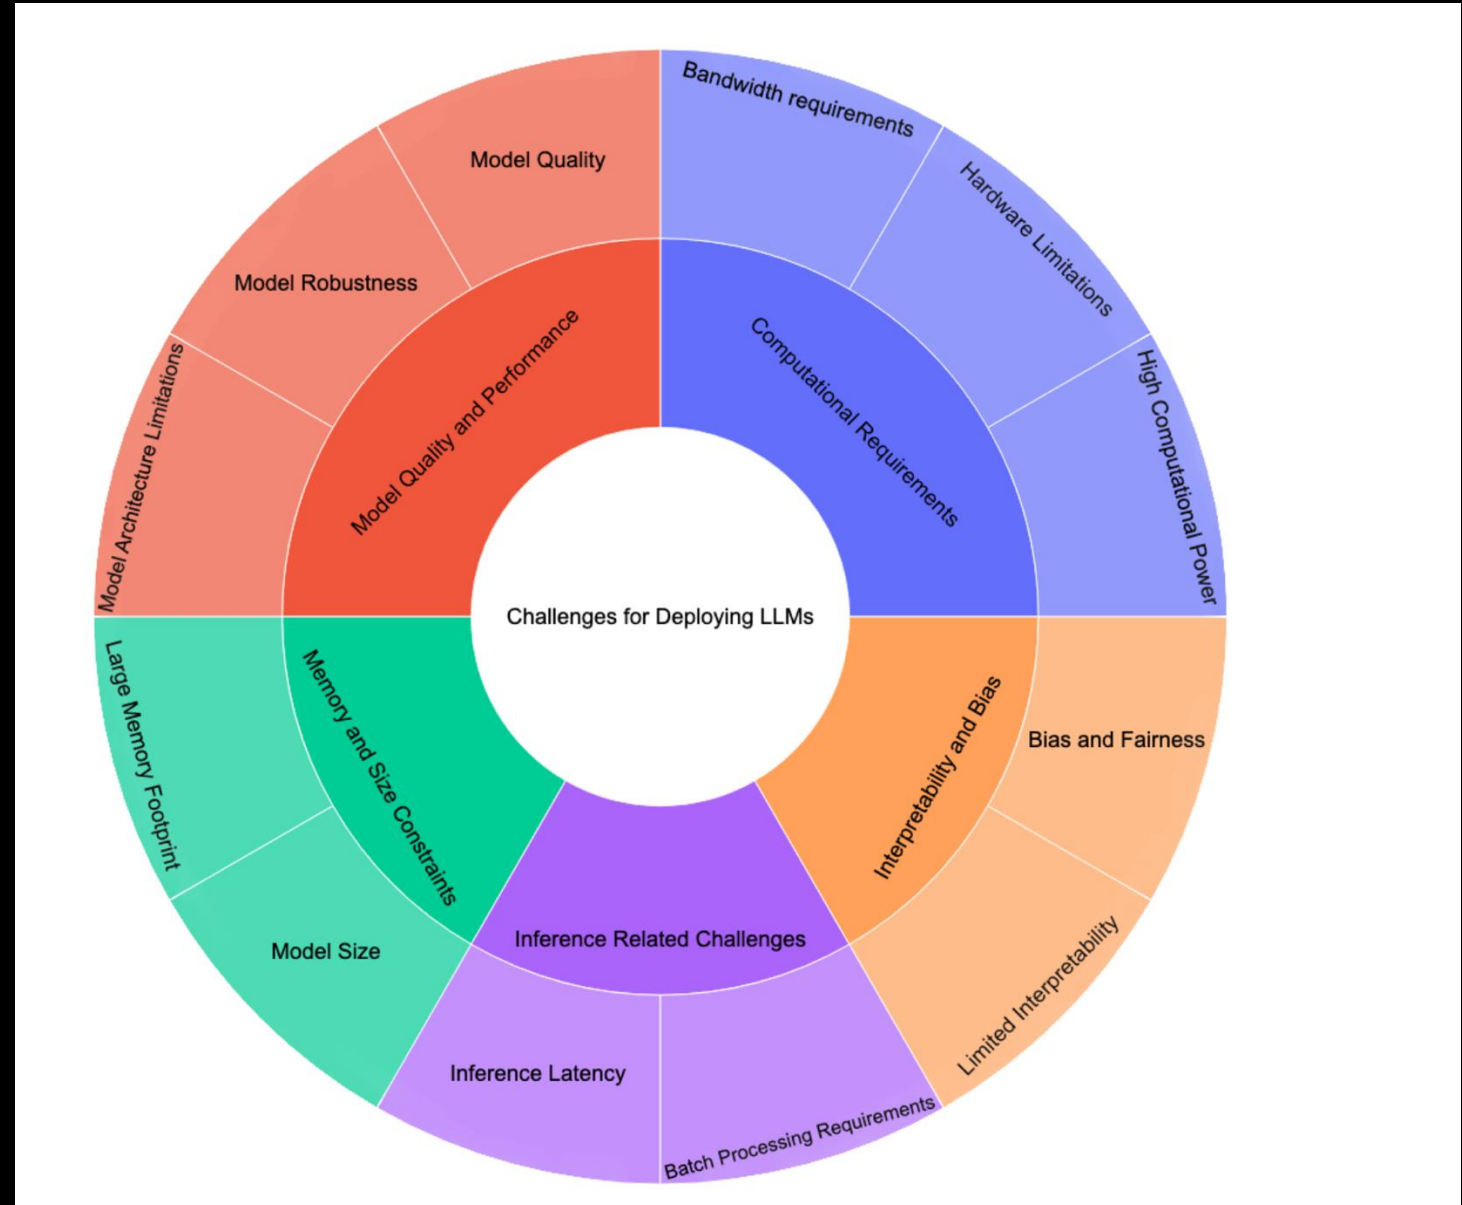 Challenges for Deploying LLMs
Computational Requirements
Bandwidth requirements
Hardware Limitations
High Computational Power
Interpretability and Bias
Bias and Fairness
Limited Interpretability
Inference Related Challenges
Batch Processing Requirements
Inference Latency
Memory and Size Constraints
Model Size
Large Memory Footprint
Model Quality and Performance
Model Architecture Limitations
Model Robustness
Model Quality